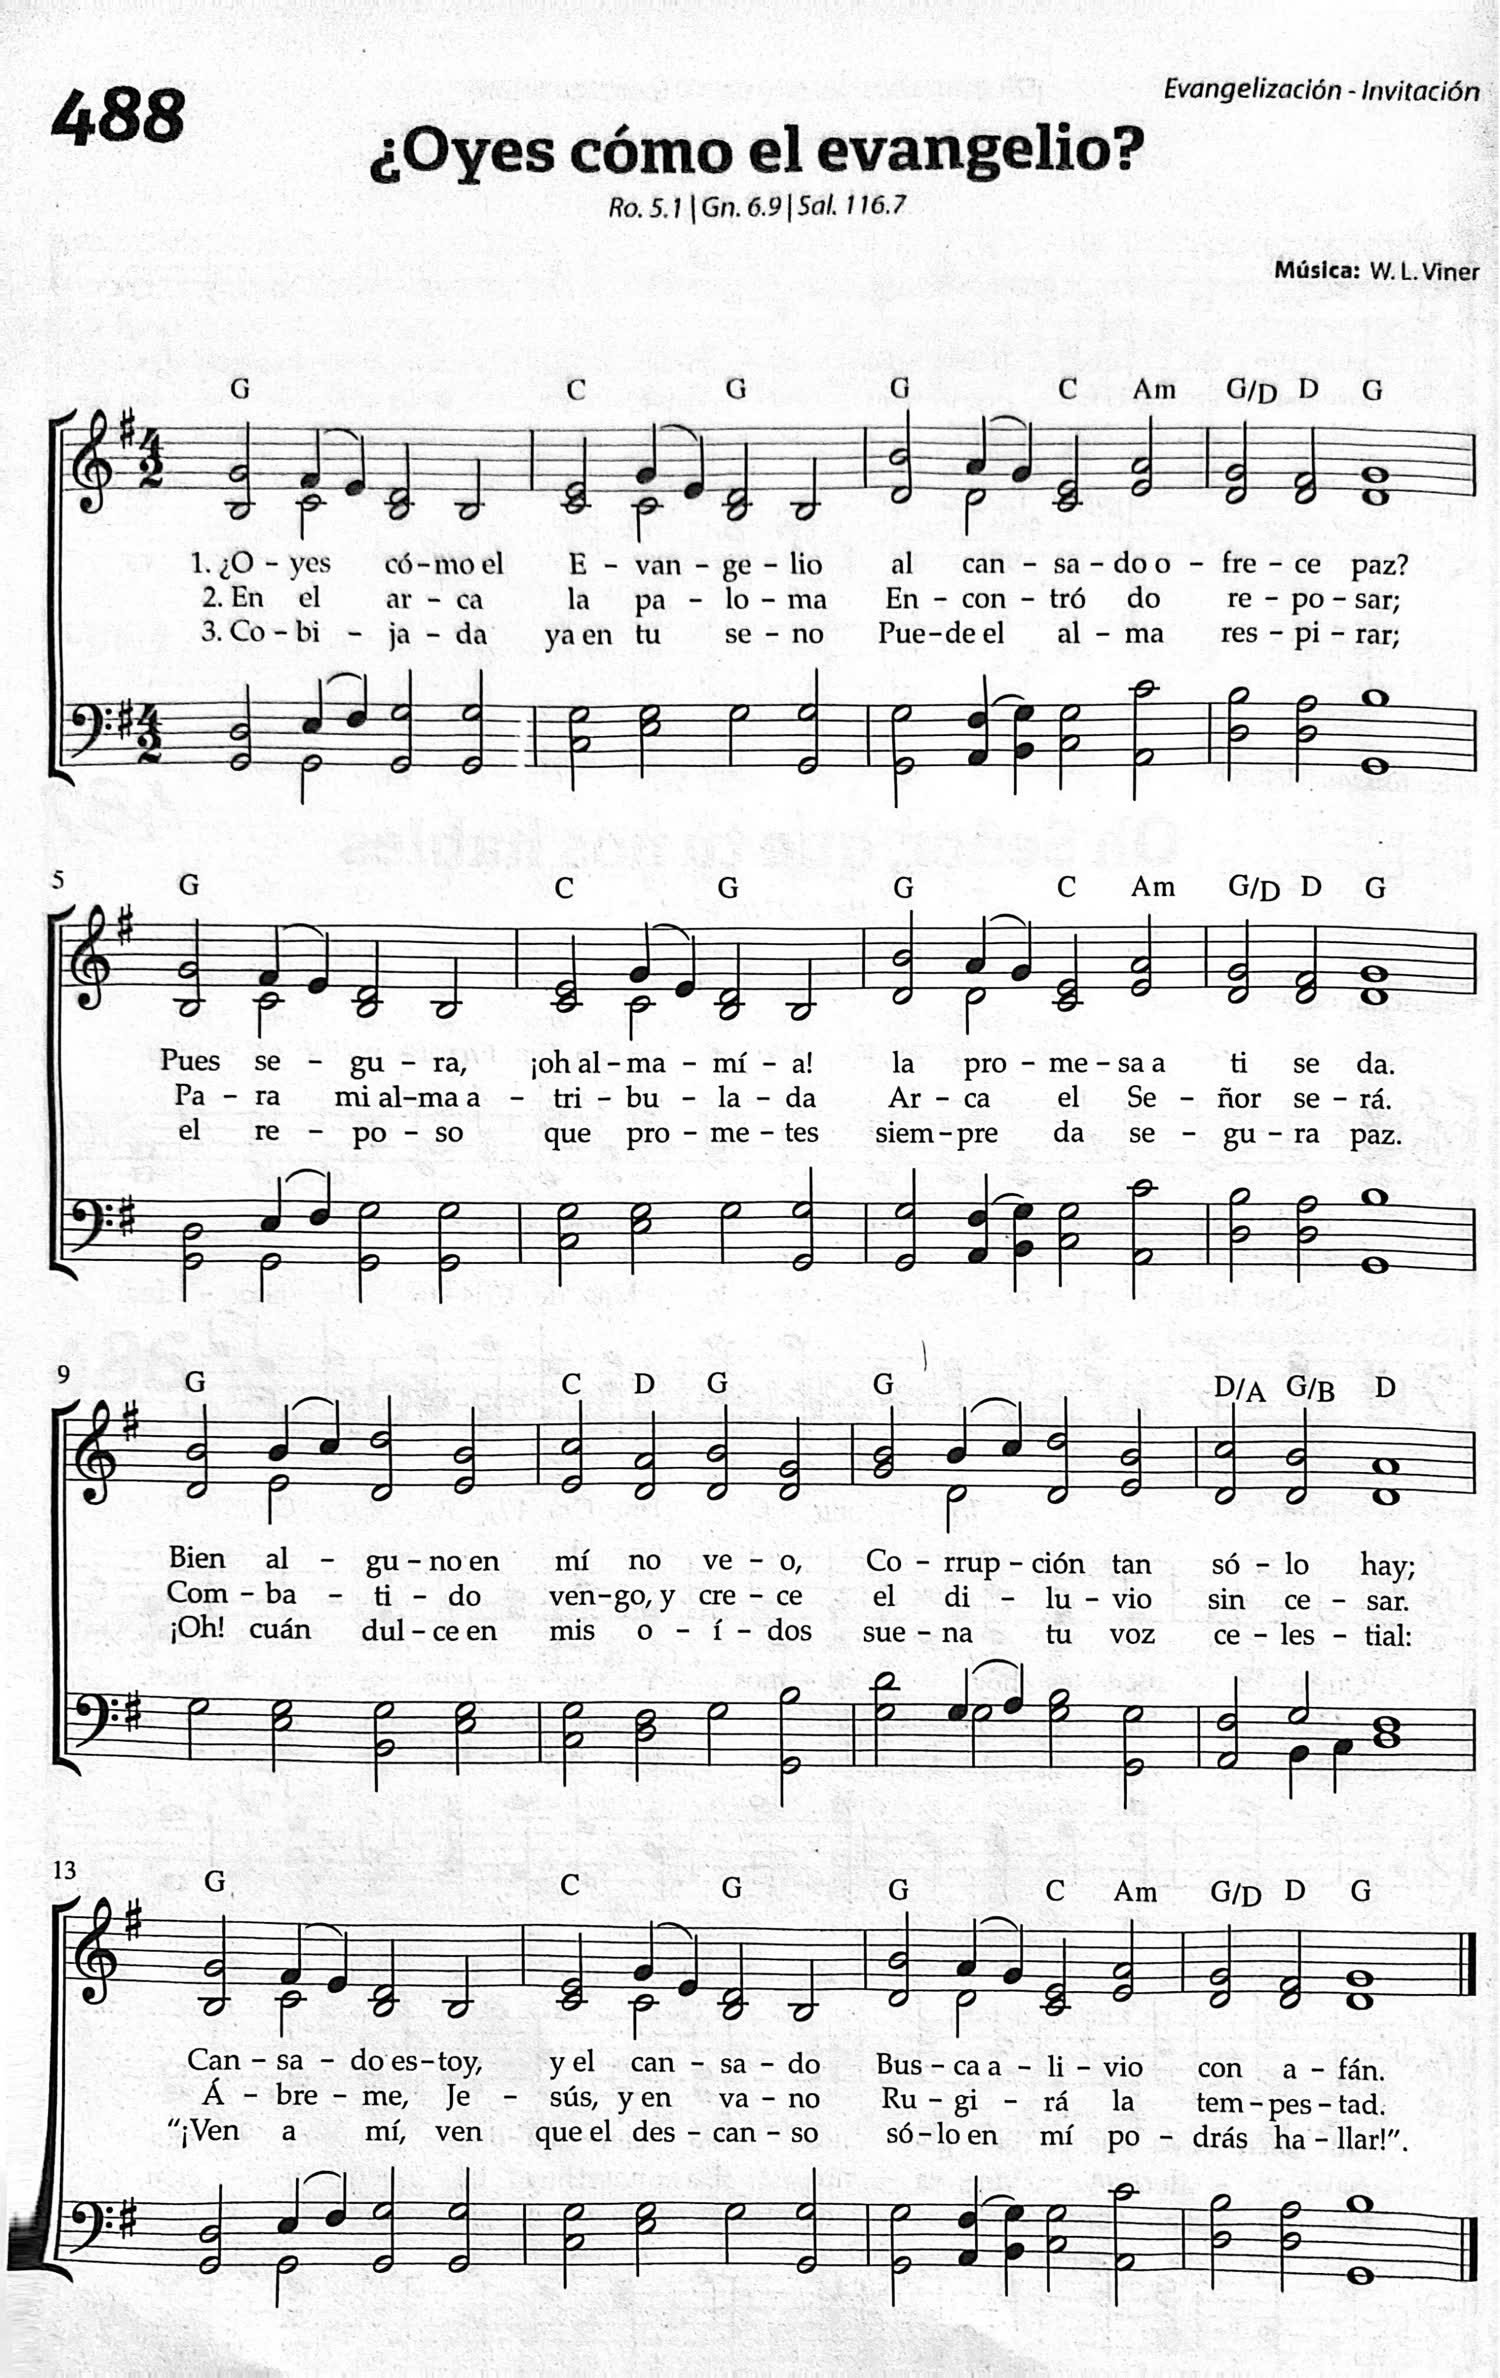 488
Evangelización - Invitación
¿Oyes cómo el evangelio?
Ro. 5.1 | Gn. 6.9 | Sal. 116.7
Música: W. L. Viner
G C G G C Am G/D D G
1. ¿O - yes có - mo el E - van - ge - lio al can - sa - do o - fre - ce paz?
2. En el ar - ca la pa - lo - ma En - con - tró do re - po - sar;
3. Co - bi - ja - da ya en tu se - no Pue - de el al - ma res - pi - rar;
5 G C G G C Am G/D D G
Pues se - gu - ra, ¡oh al - ma - mí - a! la pro - me - sa a ti se da.
Pa - ra mi al - ma a - tri - bu - la - da Ar - ca el Se - ñor se - rá.
el re - po - so que pro - me - tes siem - pre da se - gu - ra paz.
9 G C D G G D/A G/B D
Bien al - gu - no en mí no ve - o, Co - rrup - ción tan só - lo hay;
Com - ba - ti - do ven - go, y cre - ce el di - lu - vio sin ce - sar.
¡Oh! cuán dul - ce en mis o - í - dos sue - na tu voz ce - les - tial:
13 G C G G C Am G/D D G
Can - sa - do es - toy, y el can - sa - do Bus - ca a - li - vio con a - fán.
Á - bre - me, Je - sús, y en va - no Ru - gi - rá la tem - pes - tad.
“¡Ven a mí, ven que el des - can - so só - lo en mí po - drás ha - llar!”.